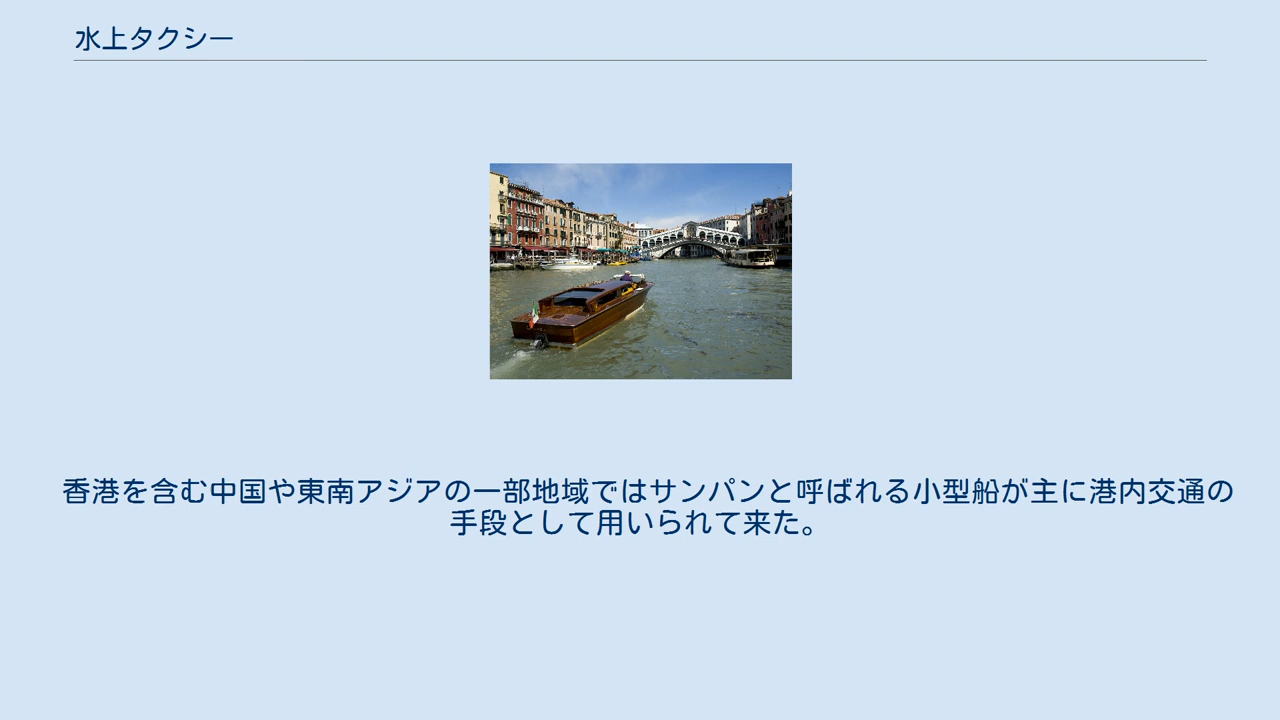 水上タクシー
香港を含む中国や東南アジアの一部地域ではサンパンと呼ばれる小型船が主に港内交通の
手段として用いられて来た。